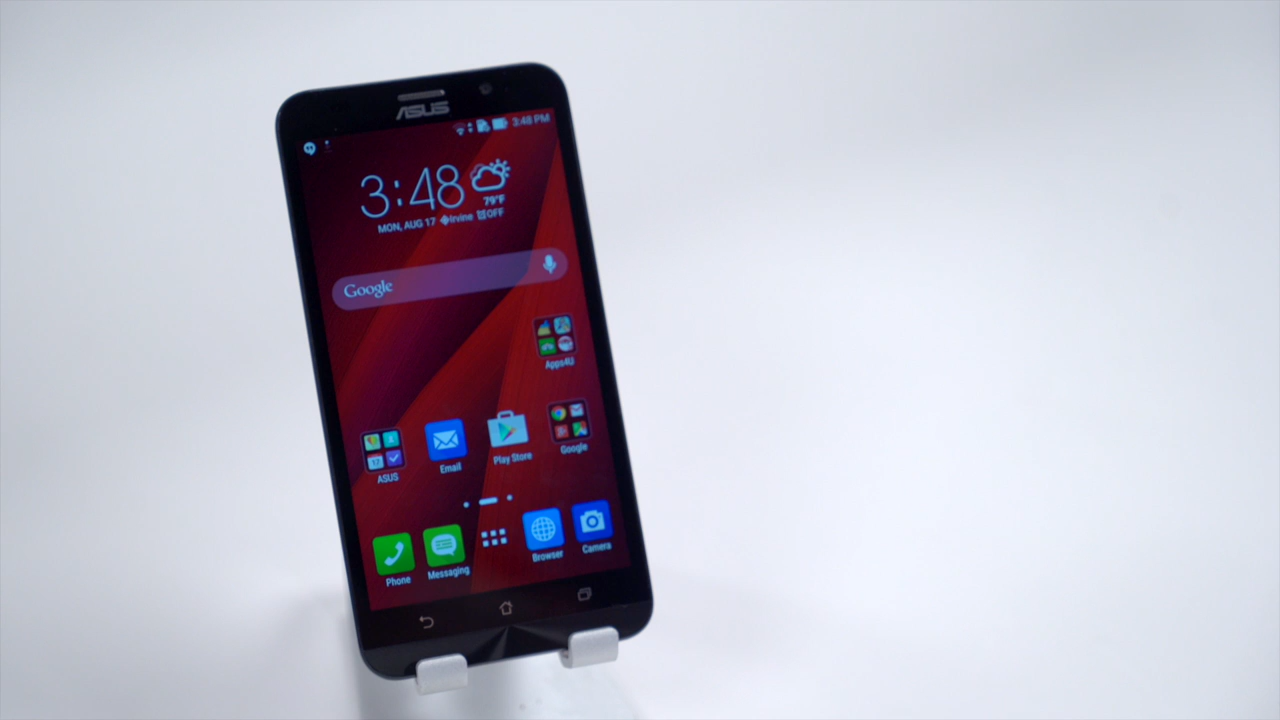 ASUS
3:48 PM
3:48
79°F
MON, AUG 17 Irvine OFF
Google
Apps4U
ASUS
Email
Play Store
Google
Phone
Messaging
Browser
Camera